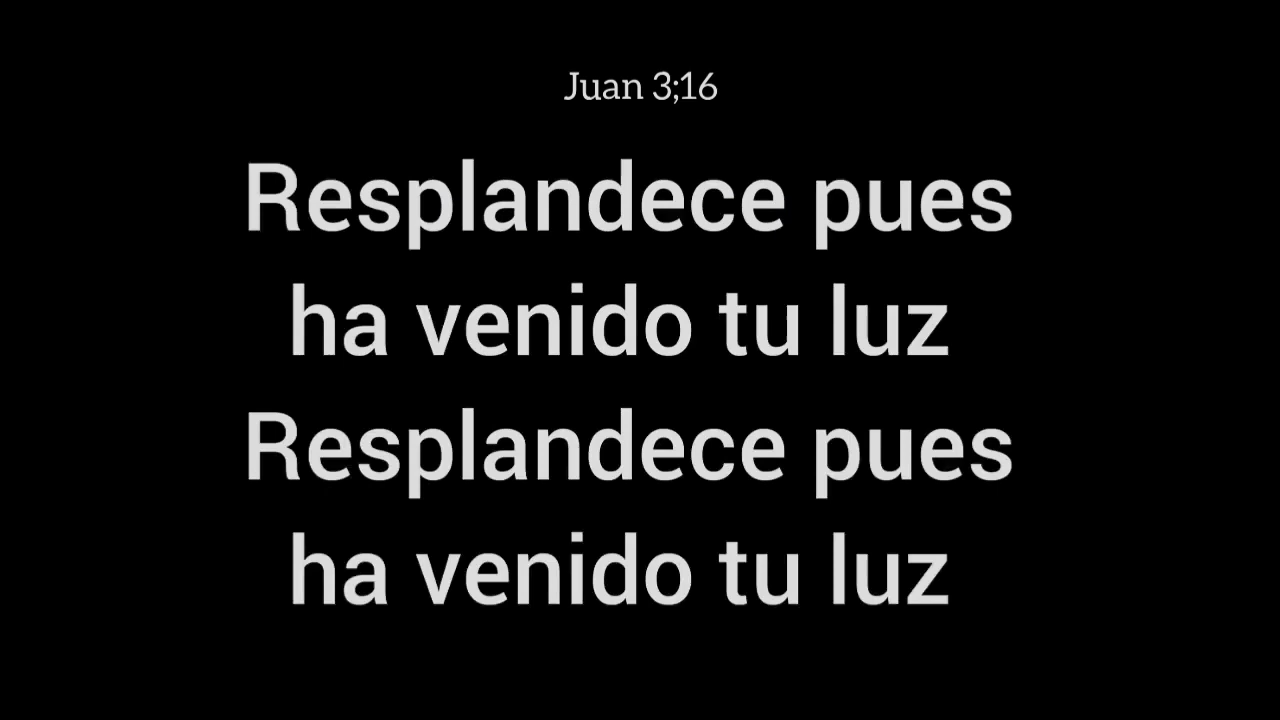 Juan 3;16
Resplandece pues
ha venido tu luz
Resplandece pues
ha venido tu luz